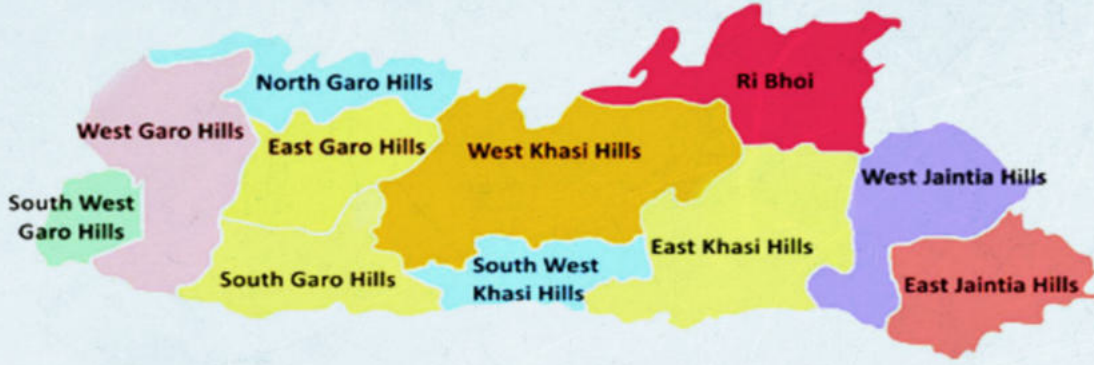 North Garo Hills
Ri Bhoi
West Garo Hills
East Garo Hills
West Khasi Hills
West Jaintia Hills
South West
Garo Hills
South Garo Hills
South West
Khasi Hills
East Khasi Hills
East Jaintia Hills